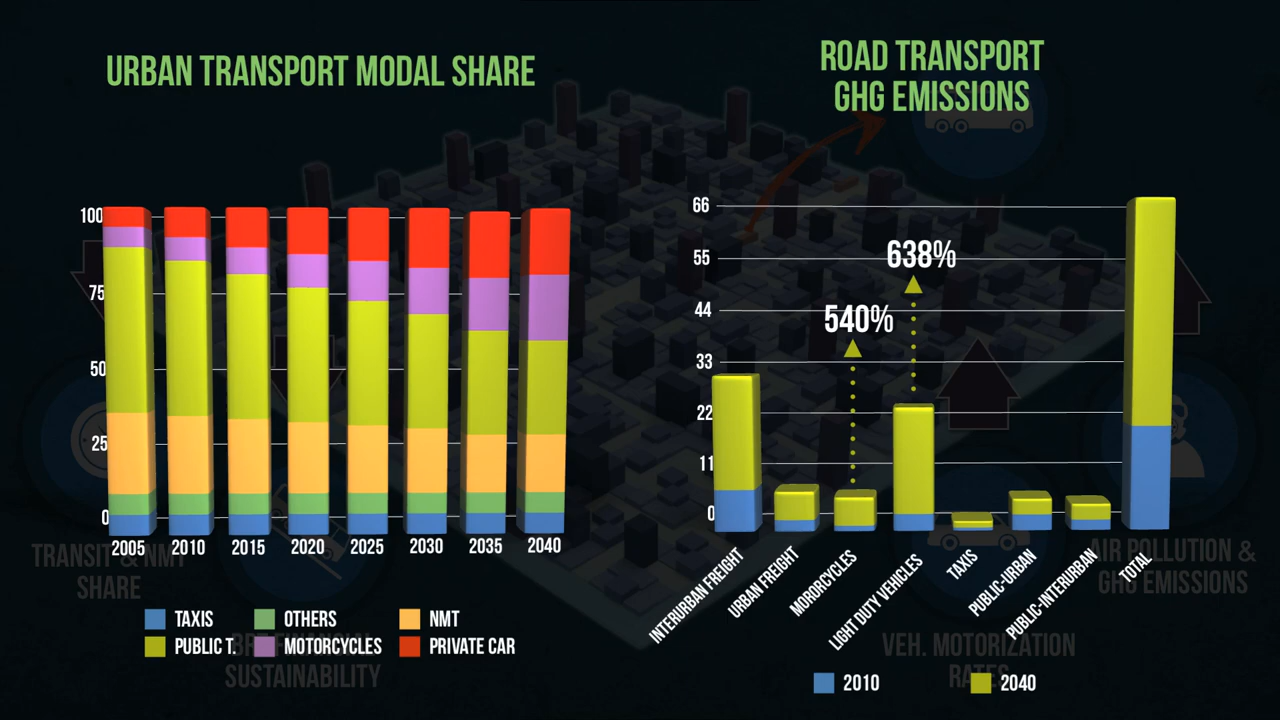 URBAN TRANSPORT MODAL SHARE
100
75
50
25
0
2005 2010 2015 2020 2025 2030 2035 2040
TAXIS OTHERS NMT
PUBLIC T. MOTORCYCLES PRIVATE CAR
ROAD TRANSPORT
GHG EMISSIONS
66
55
44
33
22
11
0
638%
540%
INTERURBAN FREIGHT
URBAN FREIGHT
MORORCYCLES
LIGHT DUTY VEHICLES
TAXIS
PUBLIC-URBAN
PUBLIC-INTERURBAN
TOTAL
2010 2040
TRANSIT & NMT
SHARE
SUSTAINABILITY
VEH. MOTORIZATION
RATES
AIR POLLUTION &
GHG EMISSIONS